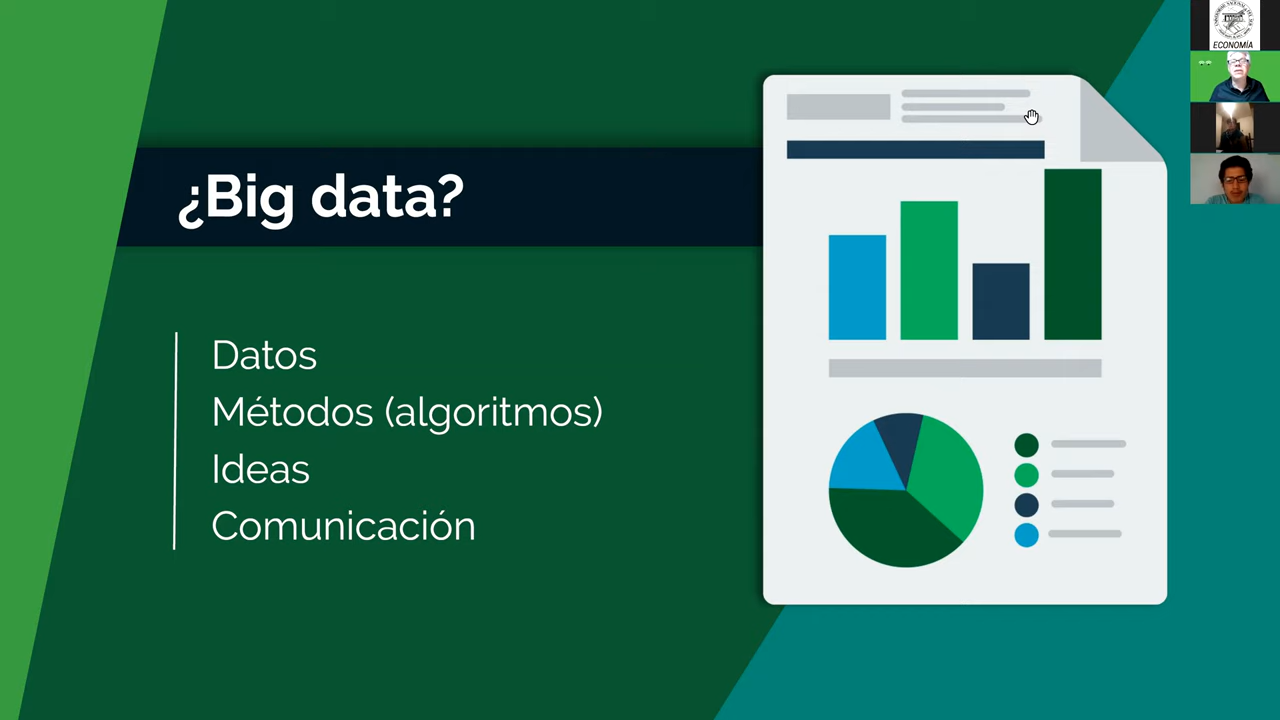 ¿Big data?
Datos
Métodos (algoritmos)
Ideas
Comunicación
ECONOMÍA